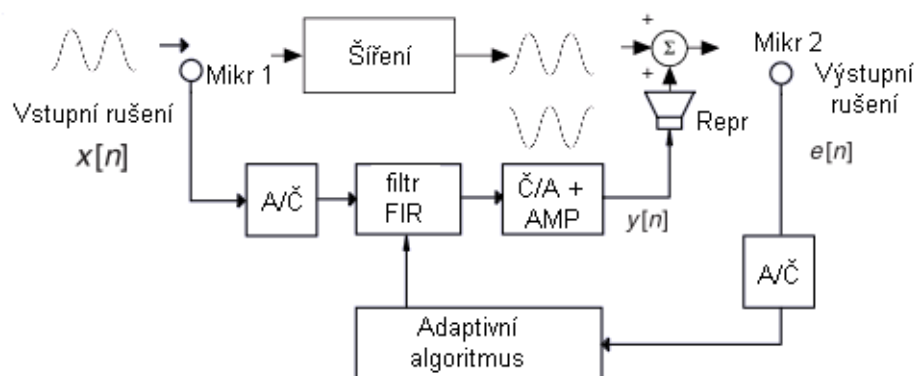 Mikr 1
Šíření
+
Σ
+
Mikr 2
Vstupní rušení
x[n]
Výstupní
rušení
Repr
e[n]
A/Č
filtr
FIR
Č/A +
AMP
y[n]
A/Č
Adaptivní
algoritmus